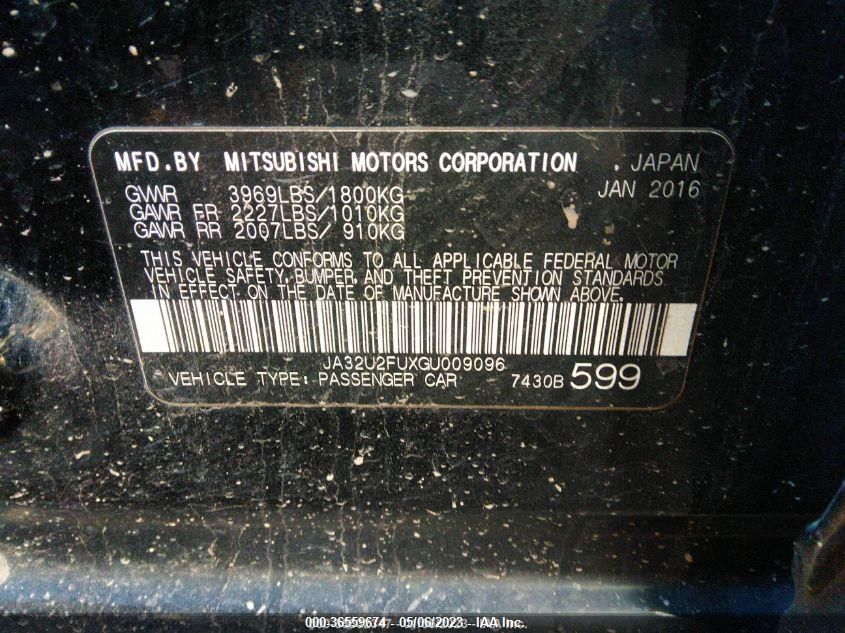 MFD.BY MITSUBISHI MOTORS CORPORATION . JAPAN
JAN 2016
GVWR 3969LBS/1800KG
GAWR FR 2227LBS/1010KG
GAWR RR 2007LBS/ 910KG
THIS VEHICLE CONFORMS TO ALL APPLICABLE FEDERAL MOTOR
VEHICLE SAFETY, BUMPER, AND THEFT PREVENTION STANDARDS
IN EFFECT ON THE DATE OF MANUFACTURE SHOWN ABOVE.
JA32U2FUXGU009096
VEHICLE TYPE: PASSENGER CAR 7430B 599
000-36559674 05/06/2023 IAA Inc.